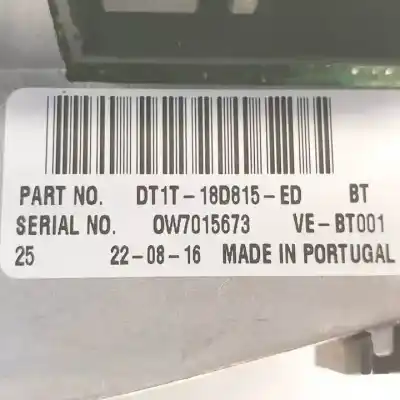 PART NO. DT1T-18D815-ED BT
SERIAL NO. 0W7015673 VE-BT001
25 22-08-16 MADE IN PORTUGAL